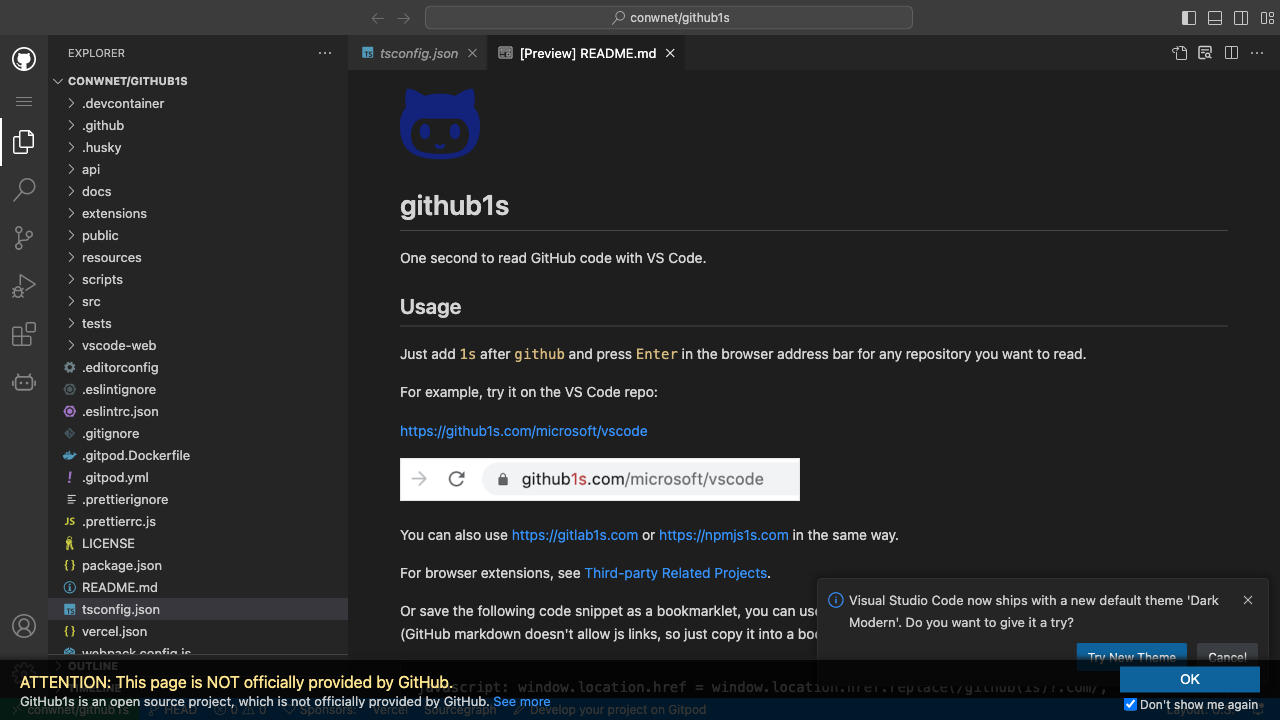 conwnet/github1s
EXPLORER
CONWNET/GITHUB1S
.devcontainer
.github
.husky
api
docs
extensions
public
resources
scripts
src
tests
vscode-web
.editorconfig
.eslintignore
.eslintrc.json
.gitignore
.gitpod.Dockerfile
.gitpod.yml
.prettierignore
.prettierrc.js
LICENSE
package.json
README.md
tsconfig.json
vercel.json
webpack.config.js
OUTLINE
TIMELINE
tsconfig.json
[Preview] README.md
github1s
One second to read GitHub code with VS Code.
Usage
Just add 1s after github and press Enter in the browser address bar for any repository you want to read.
For example, try it on the VS Code repo:
https://github1s.com/microsoft/vscode
github1s.com/microsoft/vscode
You can also use https://gitlab1s.com or https://npmjs1s.com in the same way.
For browser extensions, see Third-party Related Projects.
Or save the following code snippet as a bookmarklet, you can use
(GitHub markdown doesn't allow js links, so just copy it into a boo
javascript: window.location.href = window.location.href.replace(/github(1s)?.com/,
Visual Studio Code now ships with a new default theme 'Dark
Modern'. Do you want to give it a try?
Try New Theme
Cancel
ATTENTION: This page is NOT officially provided by GitHub.
GitHub1s is an open source project, which is not officially provided by GitHub. See more
OK
Don't show me again
conwnet/github1s
HEAD
0
0
Sponsors:
Vercel
Sourcegraph
Develop your project on Gitpod